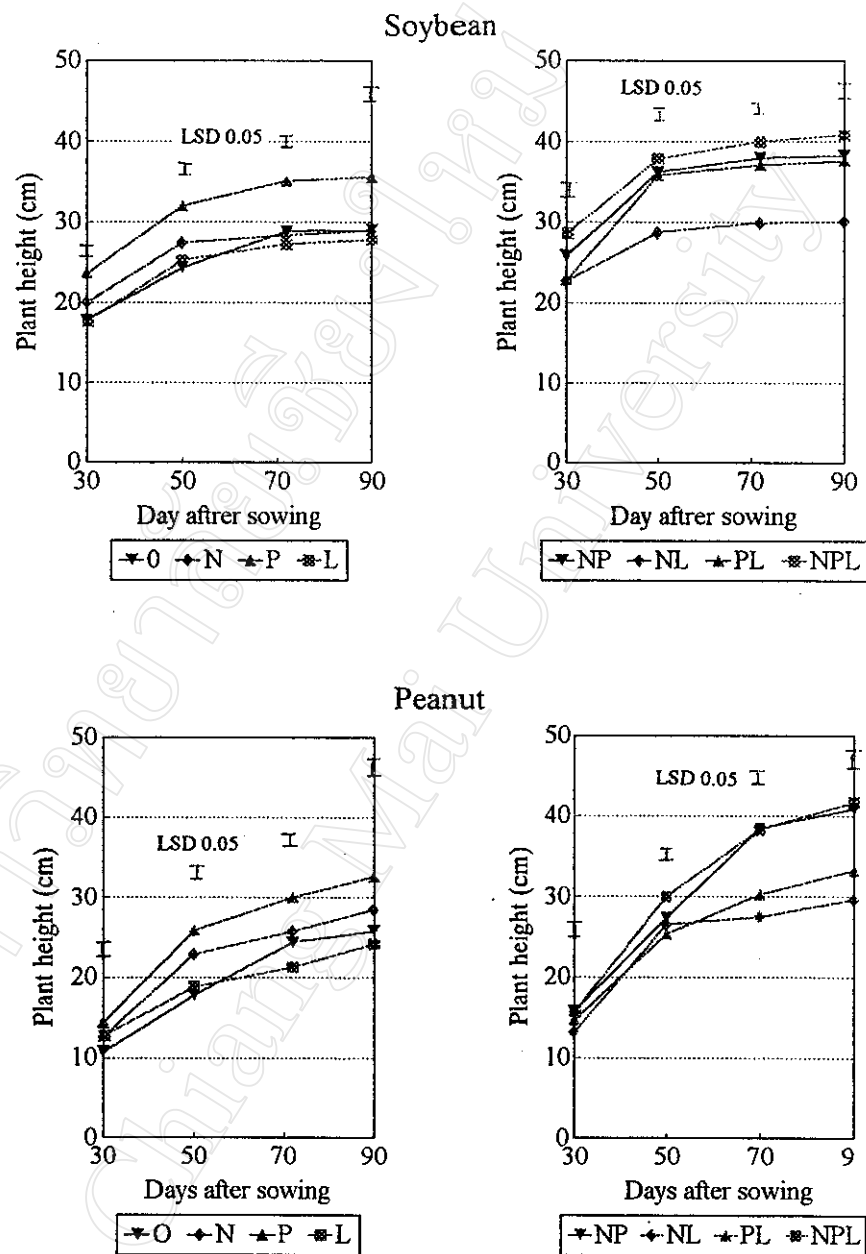 Soybean
50
40
30
20
10
0
Plant height (cm)
LSD 0.05
30 50 70 90
Day aftrer sowing
0 N P L
50
40
30
20
10
0
Plant height (cm)
LSD 0.05
30 50 70 90
Day aftrer sowing
NP NL PL NPL
Peanut
50
40
30
20
10
0
Plant height (cm)
LSD 0.05
30 50 70 90
Days after sowing
O N P L
50
40
30
20
10
0
Plant height (cm)
LSD 0.05
30 50 70 9
Days after sowing
NP NL PL NPL
Chiang Mai University